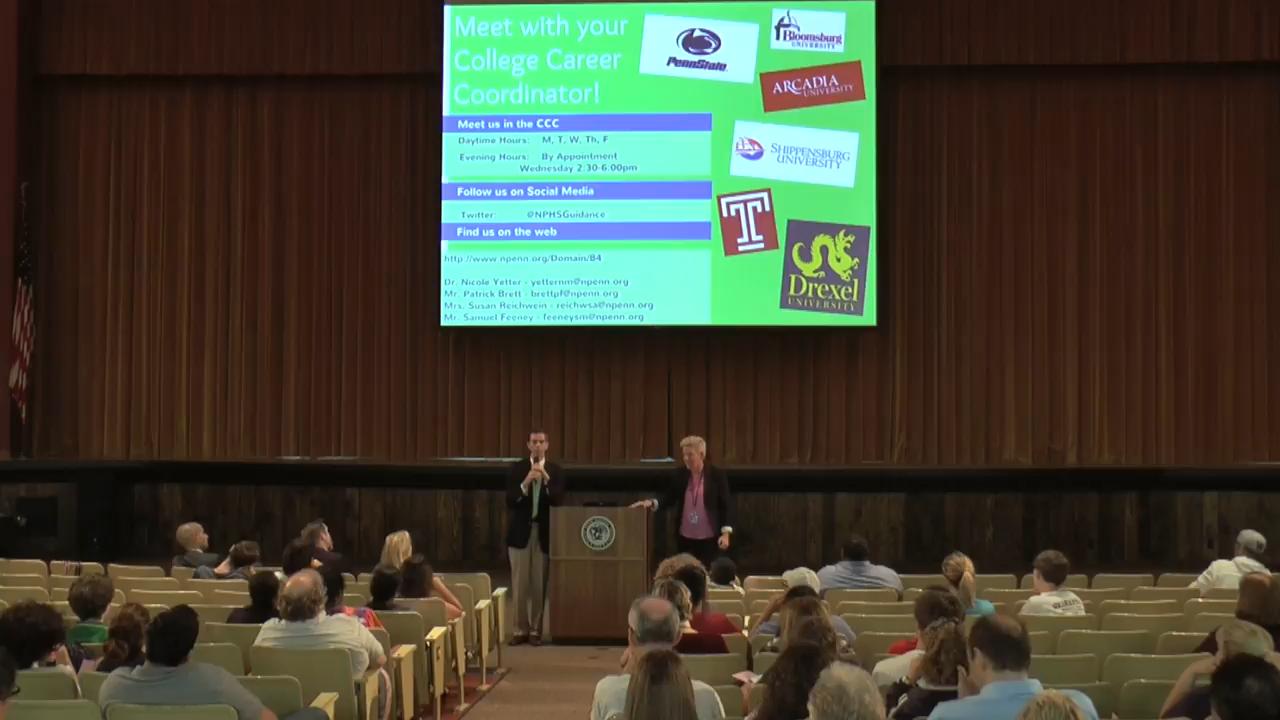 Meet with your
College Career
Coordinator!
Meet us in the CCC
Daytime Hours: M, T, W, Th, F
Evening Hours: By Appointment
Wednesday 2:30-6:00pm
Follow us on Social Media
Twitter: @NPHSGuidance
Find us on the web
http://www.npenn.org/Domain/84
Dr. Nicole Yetter - yetternm@npenn.org
Mr. Patrick Brett - brettpf@npenn.org
Mrs. Susan Reichwein - reichwsa@npenn.org
Mr. Samuel Feeney - feeneysm@npenn.org
PennState
Bloomsburg
UNIVERSITY
ARCADIA
UNIVERSITY
SHIPPENSBURG
UNIVERSITY
T
Drexel
UNIVERSITY